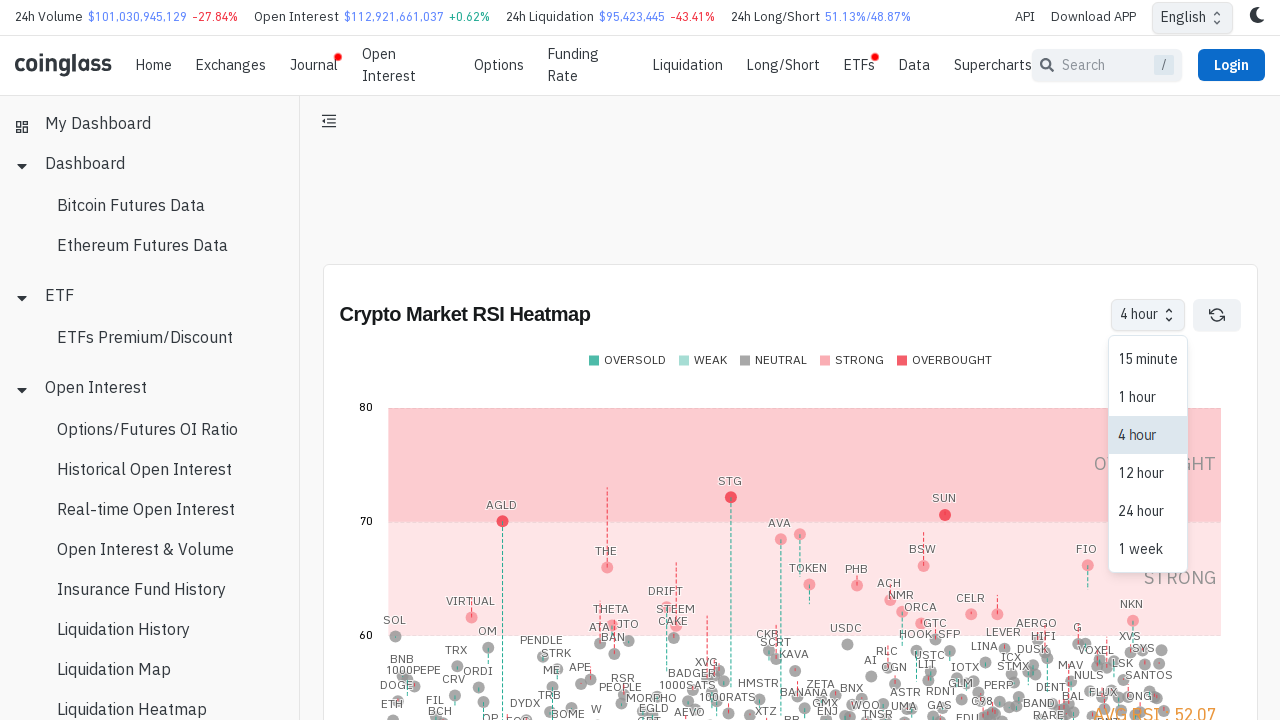 24h Volume $101,030,945,129 -27.84% Open Interest $112,921,661,037 +0.62% 24h Liquidation $95,423,445 -43.41% 24h Long/Short 51.13%/48.87% API Download APP English
coinglass Home Exchanges Journal Open Interest Options Funding Rate Liquidation Long/Short ETFs Data Supercharts Search / Login
My Dashboard
Dashboard
Bitcoin Futures Data
Ethereum Futures Data
ETF
ETFs Premium/Discount
Open Interest
Options/Futures OI Ratio
Historical Open Interest
Real-time Open Interest
Open Interest & Volume
Insurance Fund History
Liquidation History
Liquidation Map
Liquidation Heatmap
Crypto Market RSI Heatmap 4 hour
15 minute
1 hour
4 hour
12 hour
24 hour
1 week
OVERSOLD WEAK NEUTRAL STRONG OVERBOUGHT
80
STG
SUN
AGLD
70
AVA
THE
BSW
FIO
TOKEN
PHB
STRONG
ACH
DRIFT
NMR
CELR
VIRTUAL
NKN
THETA
STEEM
ORCA
SOL
CAKE
JTO
GTC
AERGO
ATA
USDC
G
OM
60
CKB
HOOK
SFP
LEVER
BAN
HIFI
XVS
PENDLE
SCRT
LINA
TRX
STRK
KAVA
RLC
USTC
ICX
DUSK
VOXEL
SYS
BNB
XVG
AI
LIT
STMX
MAV
LSK
1000PEPE
ORDI
ME
APE
BADGER
OGN
IOTX
NULS
SANTOS
CRV
RSR
HMSTR
ZETA
BNX
GLM
PERP
DENT
DOGE
PEOPLE
1000SATS
BANANA
ASTR
RDNT
BAL
FLUX
ONG
FIL
TRB
MORPHO
1000RATS
GMX
WOO
UMA
GAS
C98
BAND
ETH
DYDX
W
EGLD
XTZ
ENJ
RARE
BCH
BOME
AEVO
AVG RSI : 52.07